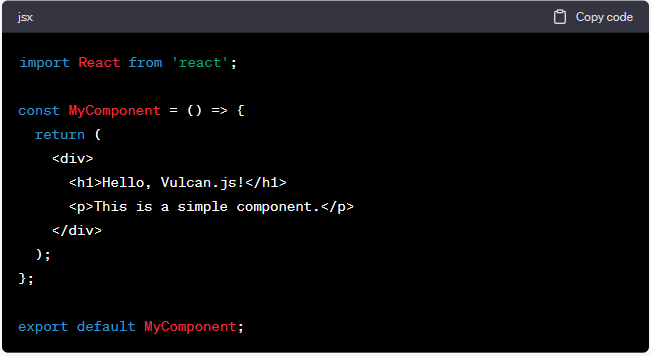 jsx
Copy code
import React from 'react';
const MyComponent = () => {
  return (
    <div>
      <h1>Hello, Vulcan.js!</h1>
      <p>This is a simple component.</p>
    </div>
  );
};
export default MyComponent;